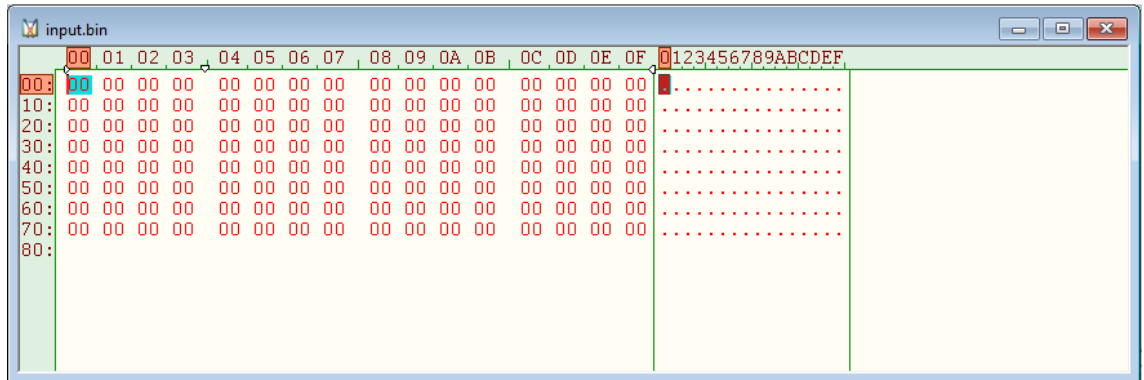 input.bin
00 01 02 03 04 05 06 07 08 09 0A 0B 0C 0D 0E 0F 0123456789ABCDEF
00: 00 00 00 00 00 00 00 00 00 00 00 00 00 00 00 00 ................
10: 00 00 00 00 00 00 00 00 00 00 00 00 00 00 00 00 ................
20: 00 00 00 00 00 00 00 00 00 00 00 00 00 00 00 00 ................
30: 00 00 00 00 00 00 00 00 00 00 00 00 00 00 00 00 ................
40: 00 00 00 00 00 00 00 00 00 00 00 00 00 00 00 00 ................
50: 00 00 00 00 00 00 00 00 00 00 00 00 00 00 00 00 ................
60: 00 00 00 00 00 00 00 00 00 00 00 00 00 00 00 00 ................
70: 00 00 00 00 00 00 00 00 00 00 00 00 00 00 00 00 ................
80: